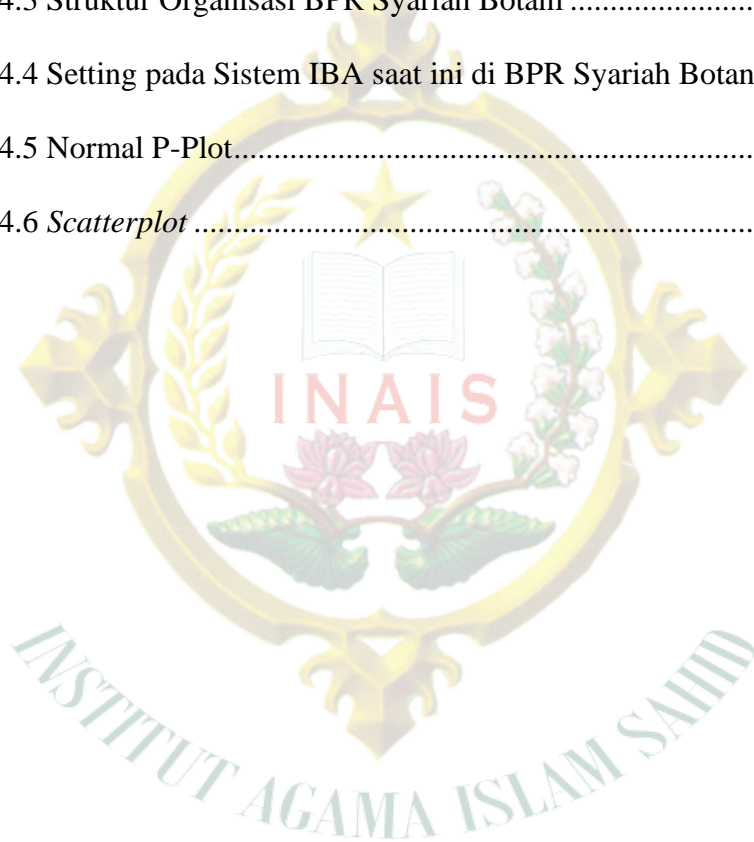 4.3 Struktur Organisasi BPR Syariah Botani ........................
4.4 Setting pada Sistem IBA saat ini di BPR Syariah Botan
4.5 Normal P-Plot....................................................................................
4.6 Scatterplot .........................................................................................
INAIS
INSTITUT AGAMA ISLAM SAHID